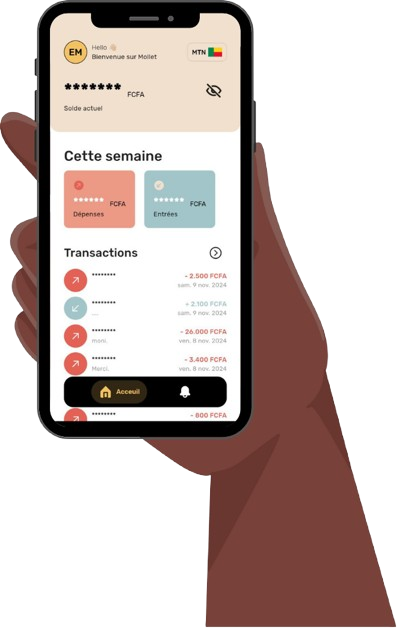 EM
Hello 👋🏼
Bienvenue sur Mollet
MTN
******* FCFA
Solde actuel
Cette semaine
****** FCFA
Dépenses
****** FCFA
Entrées
Transactions
******** - 2.500 FCFA
sam. 9 nov. 2024
******** + 2.100 FCFA
... sam. 9 nov. 2024
******** - 26.000 FCFA
moni. ven. 8 nov. 2024
******** - 3.400 FCFA
Merci. ven. 8 nov. 2024
Acceuil
******** - 800 FCFA